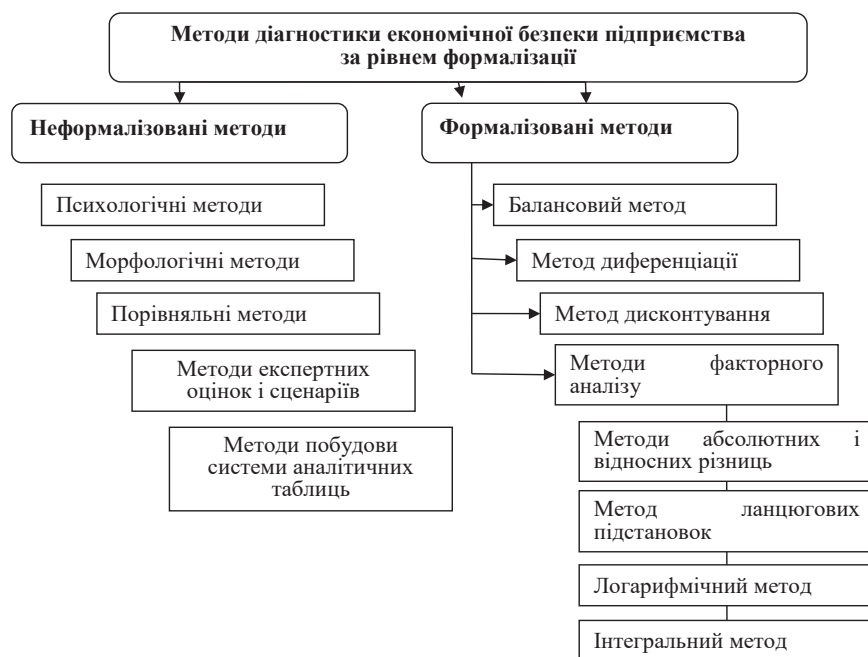 Методи діагностики економічної безпеки підприємства
за рівнем формалізації
Неформалізовані методи
Формалізовані методи
Психологічні методи
Морфологічні методи
Порівняльні методи
Методи експертних
оцінок і сценаріїв
Методи побудови
системи аналітичних
таблиць
Балансовий метод
Метод диференціації
Метод дисконтування
Методи факторного
аналізу
Методи абсолютних і
відносних різниць
Метод ланцюгових
підстановок
Логарифмічний метод
Інтегральний метод